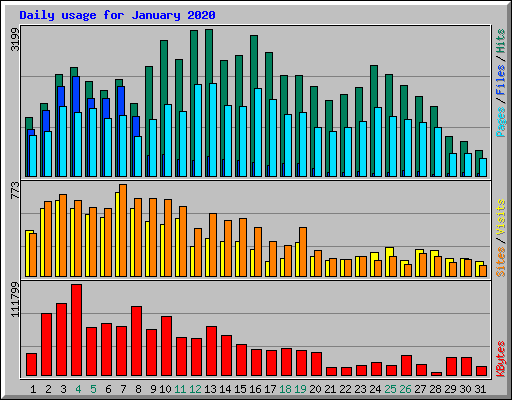 Daily usage for January 2020
3199
Pages / Files / Hits
773
Sites / Visits
111799
KBytes
1 2 3 4 5 6 7 8 9 10 11 12 13 14 15 16 17 18 19 20 21 22 23 24 25 26 27 28 29 30 31